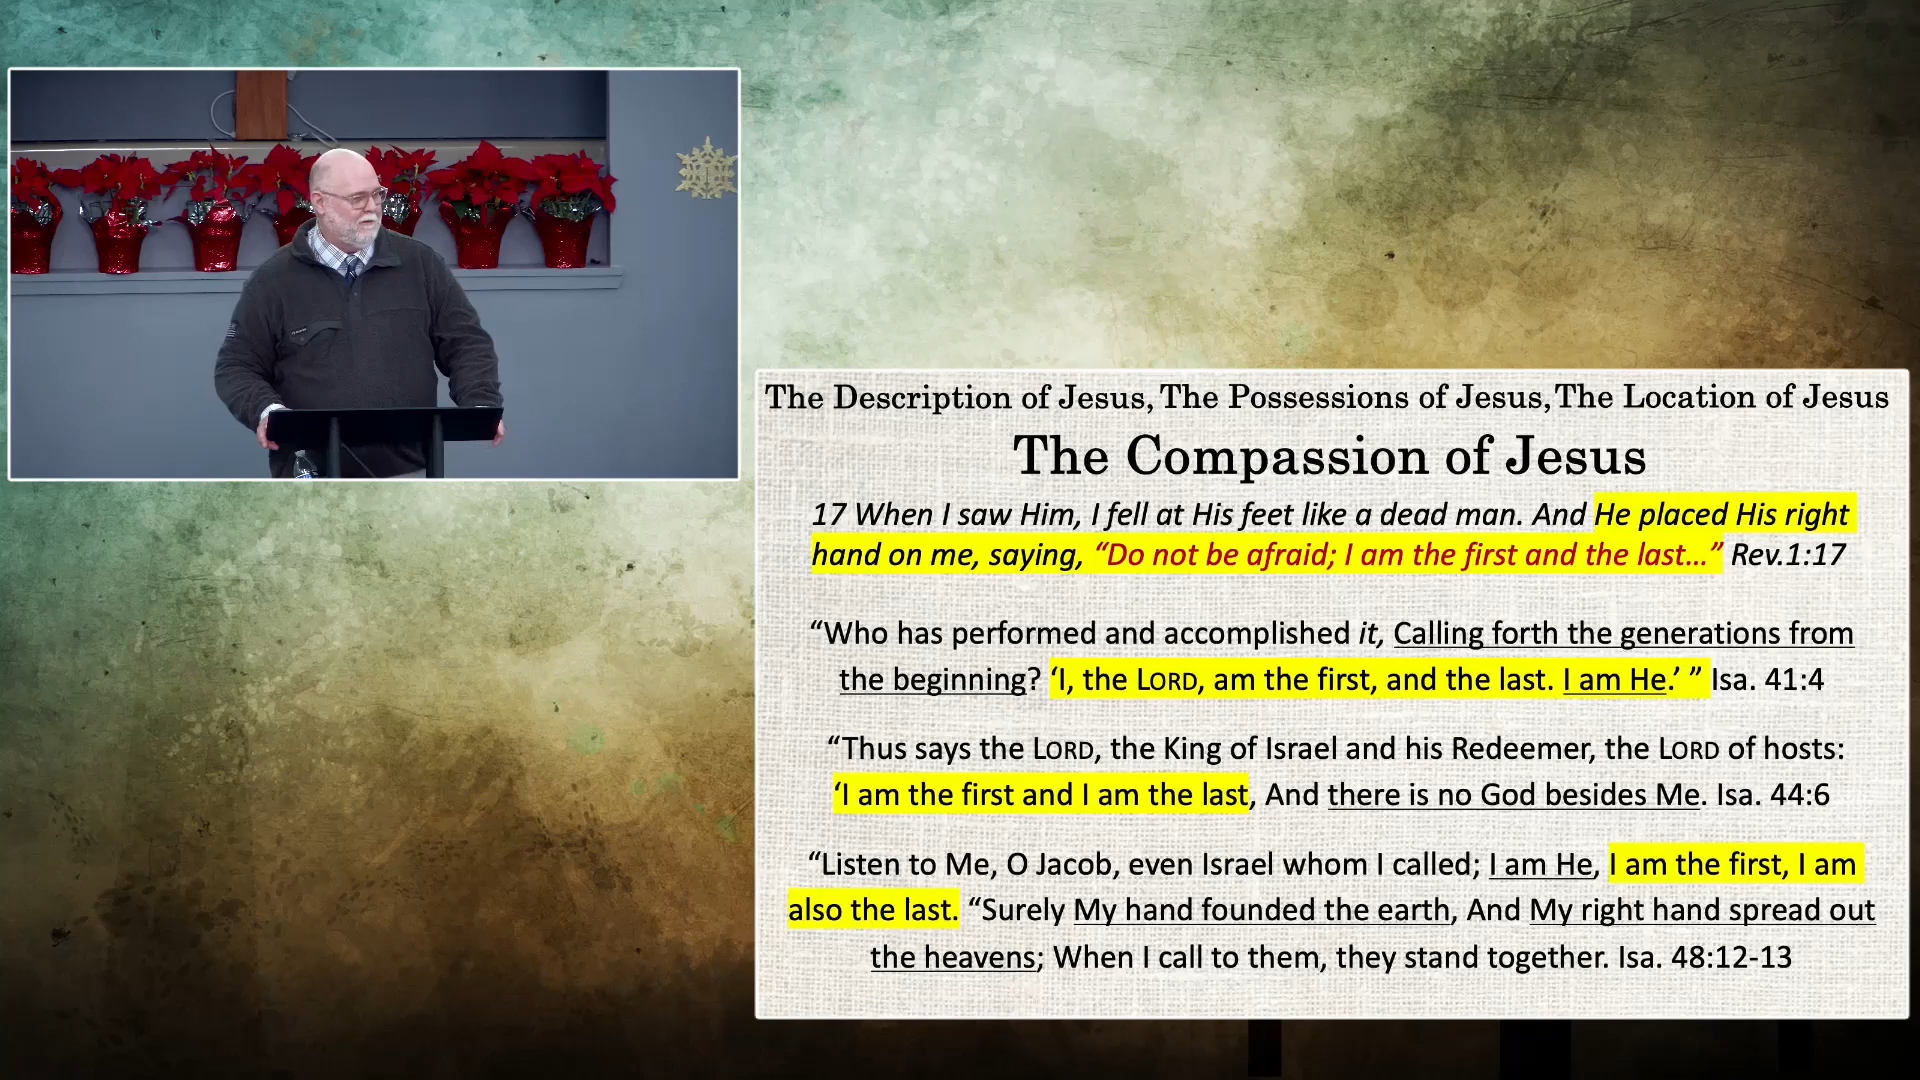 The Description of Jesus, The Possessions of Jesus, The Location of Jesus
The Compassion of Jesus
17 When I saw Him, I fell at His feet like a dead man. And He placed His right
hand on me, saying, “Do not be afraid; I am the first and the last…” Rev.1:17
“Who has performed and accomplished it, Calling forth the generations from
the beginning? ‘I, the LORD, am the first, and the last. I am He.’ ” Isa. 41:4
“Thus says the LORD, the King of Israel and his Redeemer, the LORD of hosts:
‘I am the first and I am the last, And there is no God besides Me. Isa. 44:6
“Listen to Me, O Jacob, even Israel whom I called; I am He, I am the first, I am
also the last. “Surely My hand founded the earth, And My right hand spread out
the heavens; When I call to them, they stand together. Isa. 48:12-13